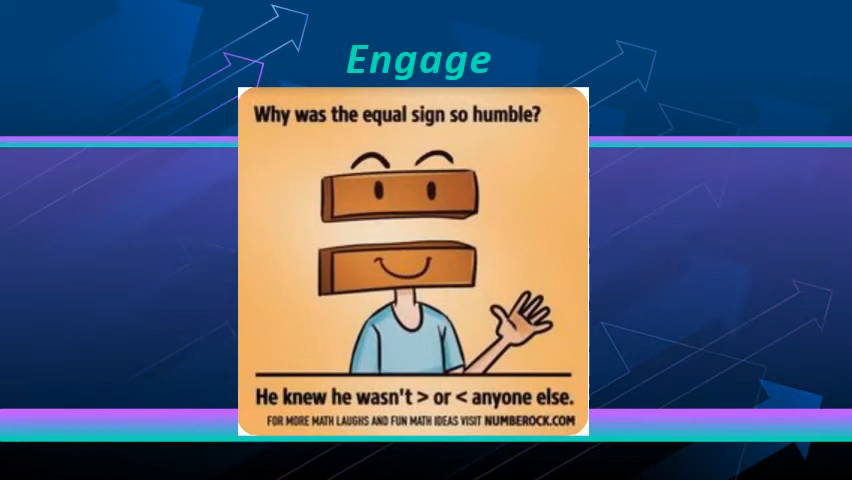 Engage
Why was the equal sign so humble?
He knew he wasn't > or < anyone else.
FOR MORE MATH LAUGHS AND FUN MATH IDEAS VISIT NUMBEROCK.COM